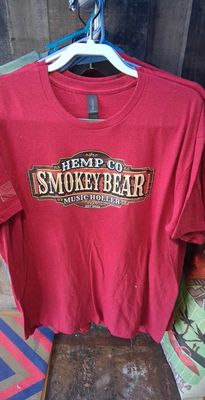 HEMP CO
SMOKEY BEAR
MUSIC HOLLER